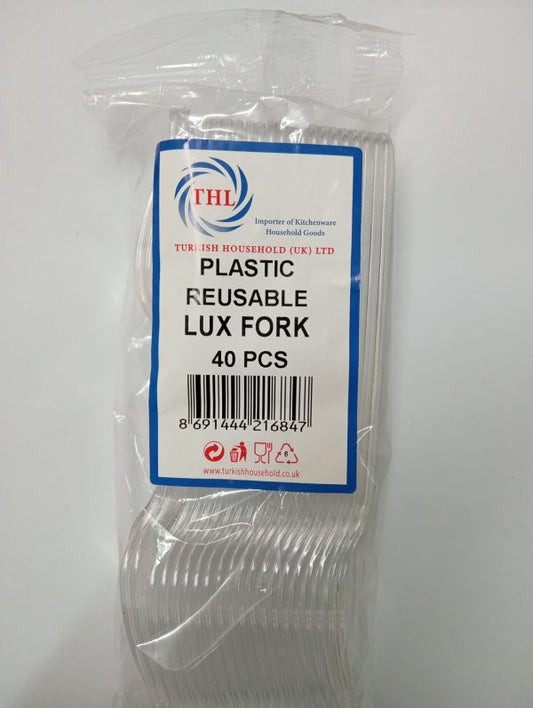 THL
Importer of Kitchenware
Household Goods
TURKISH HOUSEHOLD (UK) LTD
PLASTIC
REUSABLE
LUX FORK
40 PCS
8 691444 216847
6
www.turkishhousehold.co.uk